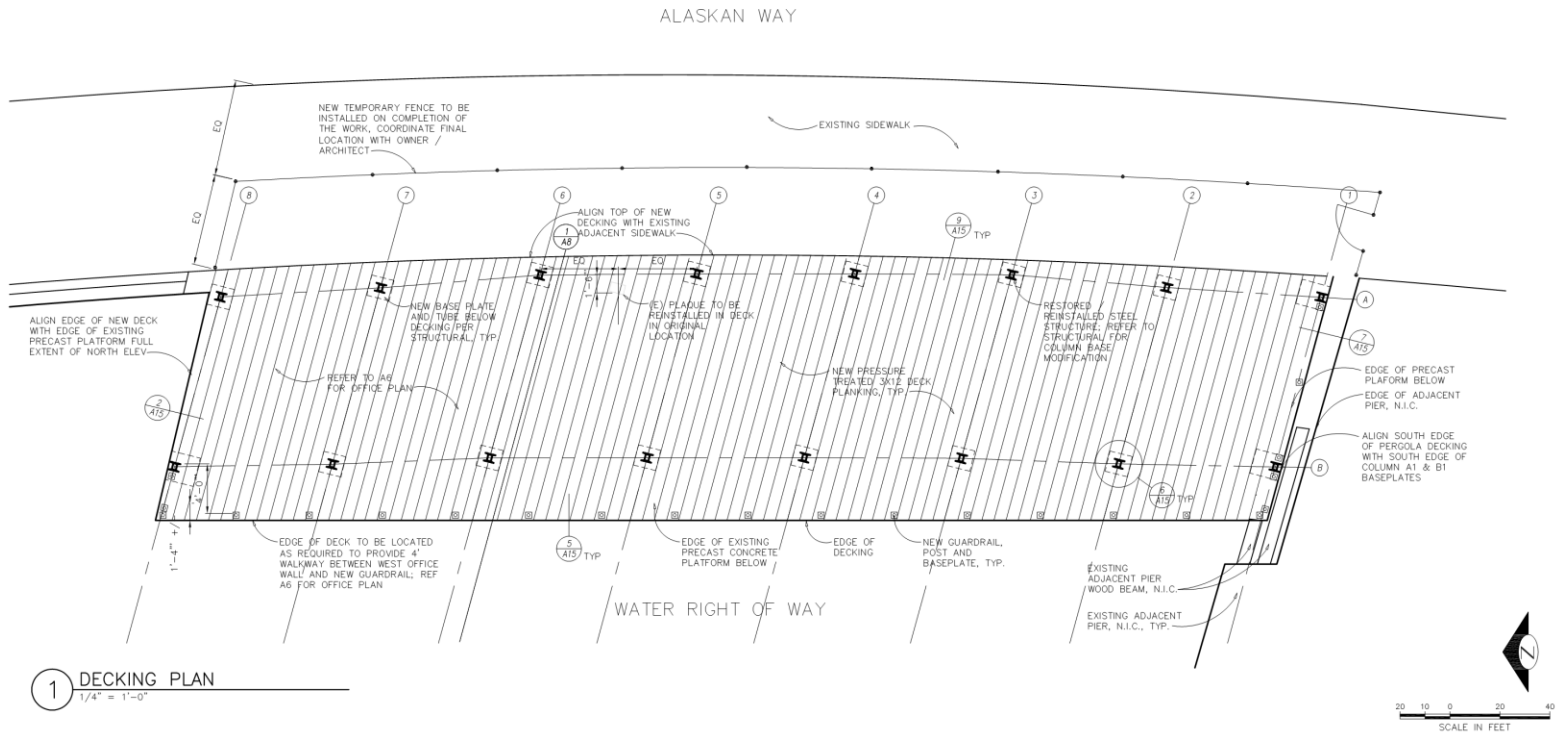 ALASKAN WAY
EQ
NEW TEMPORARY FENCE TO BE
INSTALLED ON COMPLETION OF
THE WORK, COORDINATE FINAL
LOCATION WITH OWNER /
ARCHITECT
EXISTING SIDEWALK
EQ
8
7
6
5
4
3
2
1
ALIGN TOP OF NEW
DECKING WITH EXISTING
ADJACENT SIDEWALK
1
A8
9
A15
TYP
EQ
EQ
1'-6"
A
ALIGN EDGE OF NEW DECK
WITH EDGE OF EXISTING
PRECAST PLATFORM FULL
EXTENT OF NORTH ELEV
NEW BASE PLATE
AND TUBE BELOW
DECKING PER
STRUCTURAL, TYP
(E) PLAQUE TO BE
REINSTALLED IN DECK
IN ORIGINAL
LOCATION
RESTORED /
REINSTALLED STEEL
STRUCTURE; REFER TO
STRUCTURAL FOR
COLUMN BASE
MODIFICATION
7
A15
REFER TO A6
FOR OFFICE PLAN
NEW PRESSURE
TREATED 3X12 DECK
PLANKING, TYP.
EDGE OF PRECAST
PLAFORM BELOW
EDGE OF ADJACENT
PIER, N.I.C.
2
A15
ALIGN SOUTH EDGE
OF PERGOLA DECKING
WITH SOUTH EDGE OF
COLUMN A1 & B1
BASEPLATES
B
4'-0"
6
A15
TYP
1'-4" +/
EDGE OF DECK TO BE LOCATED
AS REQUIRED TO PROVIDE 4'
WALKWAY BETWEEN WEST OFFICE
WALL AND NEW GUARDRAIL; REF
A6 FOR OFFICE PLAN
5
A15
TYP
EDGE OF EXISTING
PRECAST CONCRETE
PLATFORM BELOW
EDGE OF
DECKING
NEW GUARDRAIL,
POST AND
BASEPLATE, TYP.
EXISTING
ADJACENT PIER
WOOD BEAM, N.I.C.
WATER RIGHT OF WAY
EXISTING ADJACENT
PIER, N.I.C., TYP.
Z
1
DECKING PLAN
1/4" = 1'-0"
20 10 0 20 40
SCALE IN FEET